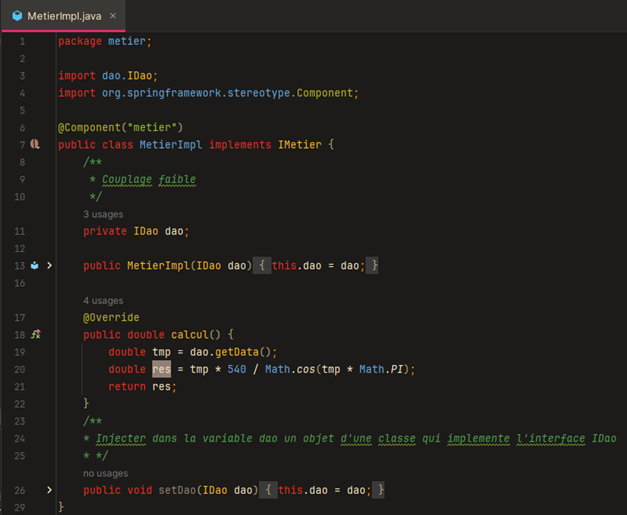 MetierImpl.java ×
1 package metier;
2
3 import dao.IDao;
4 import org.springframework.stereotype.Component;
5
6 @Component("metier")
7 public class MetierImpl implements IMetier {
8 /**
9 * Couplage faible
10 */
3 usages
11 private IDao dao;
12
13 public MetierImpl(IDao dao) { this.dao = dao; }
16
4 usages
17 @Override
18 public double calcul() {
19 double tmp = dao.getData();
20 double res = tmp * 540 / Math.cos(tmp * Math.PI);
21 return res;
22 }
23 /**
24 * Injecter dans la variable dao un objet d'une classe qui implemente l'interface IDao
25 * */
no usages
26 public void setDao(IDao dao) { this.dao = dao; }
29 }